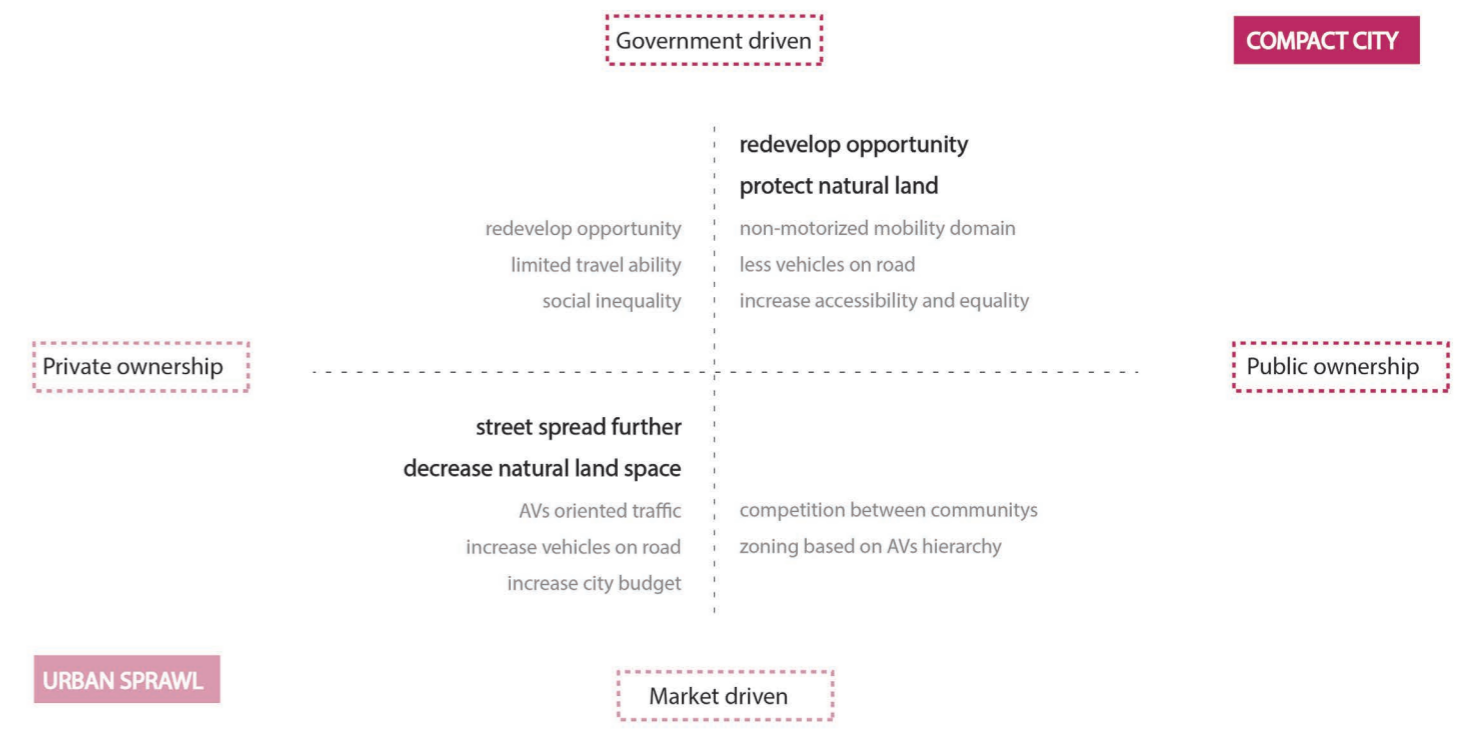 Government driven
COMPACT CITY
redevelop opportunity
protect natural land
redevelop opportunity
limited travel ability
social inequality
non-motorized mobility domain
less vehicles on road
increase accessibility and equality
Private ownership
Public ownership
street spread further
decrease natural land space
AVs oriented traffic
increase vehicles on road
increase city budget
competition between communitys
zoning based on AVs hierarchy
URBAN SPRAWL
Market driven